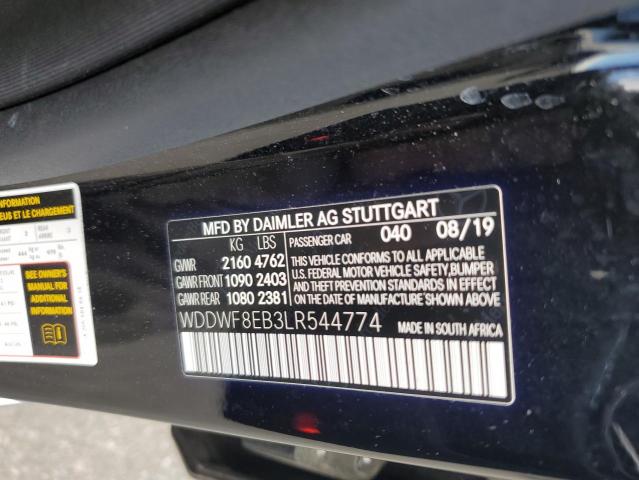 INFORMATION
EUS ET LE CHARGEMENT
SEE OWNER'S
MANUAL FOR
ADDITIONAL
INFORMATION
MFD BY DAIMLER AG STUTTGART
KG LBS PASSENGER CAR 040 08/19
GVWR 2160 4762
GAWR FRONT 1090 2403
GAWR REAR 1080 2381
THIS VEHICLE CONFORMS TO ALL APPLICABLE
U.S. FEDERAL MOTOR VEHICLE SAFETY, BUMPER
AND THEFT PREVENTION STANDARDS IN EFFECT
ON THE DATE OF MANUFACTURE SHOWN ABOVE.
WDDWF8EB3LR544774 MADE IN SOUTH AFRICA